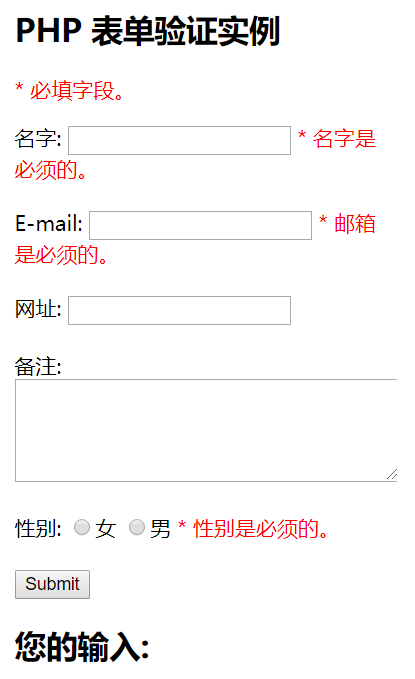 PHP 表单验证实例
* 必填字段。
名字: * 名字是
必须的。
E-mail: * 邮箱
是必须的。
网址:
备注:
性别: 女 男 * 性别是必须的。
Submit
您的输入: